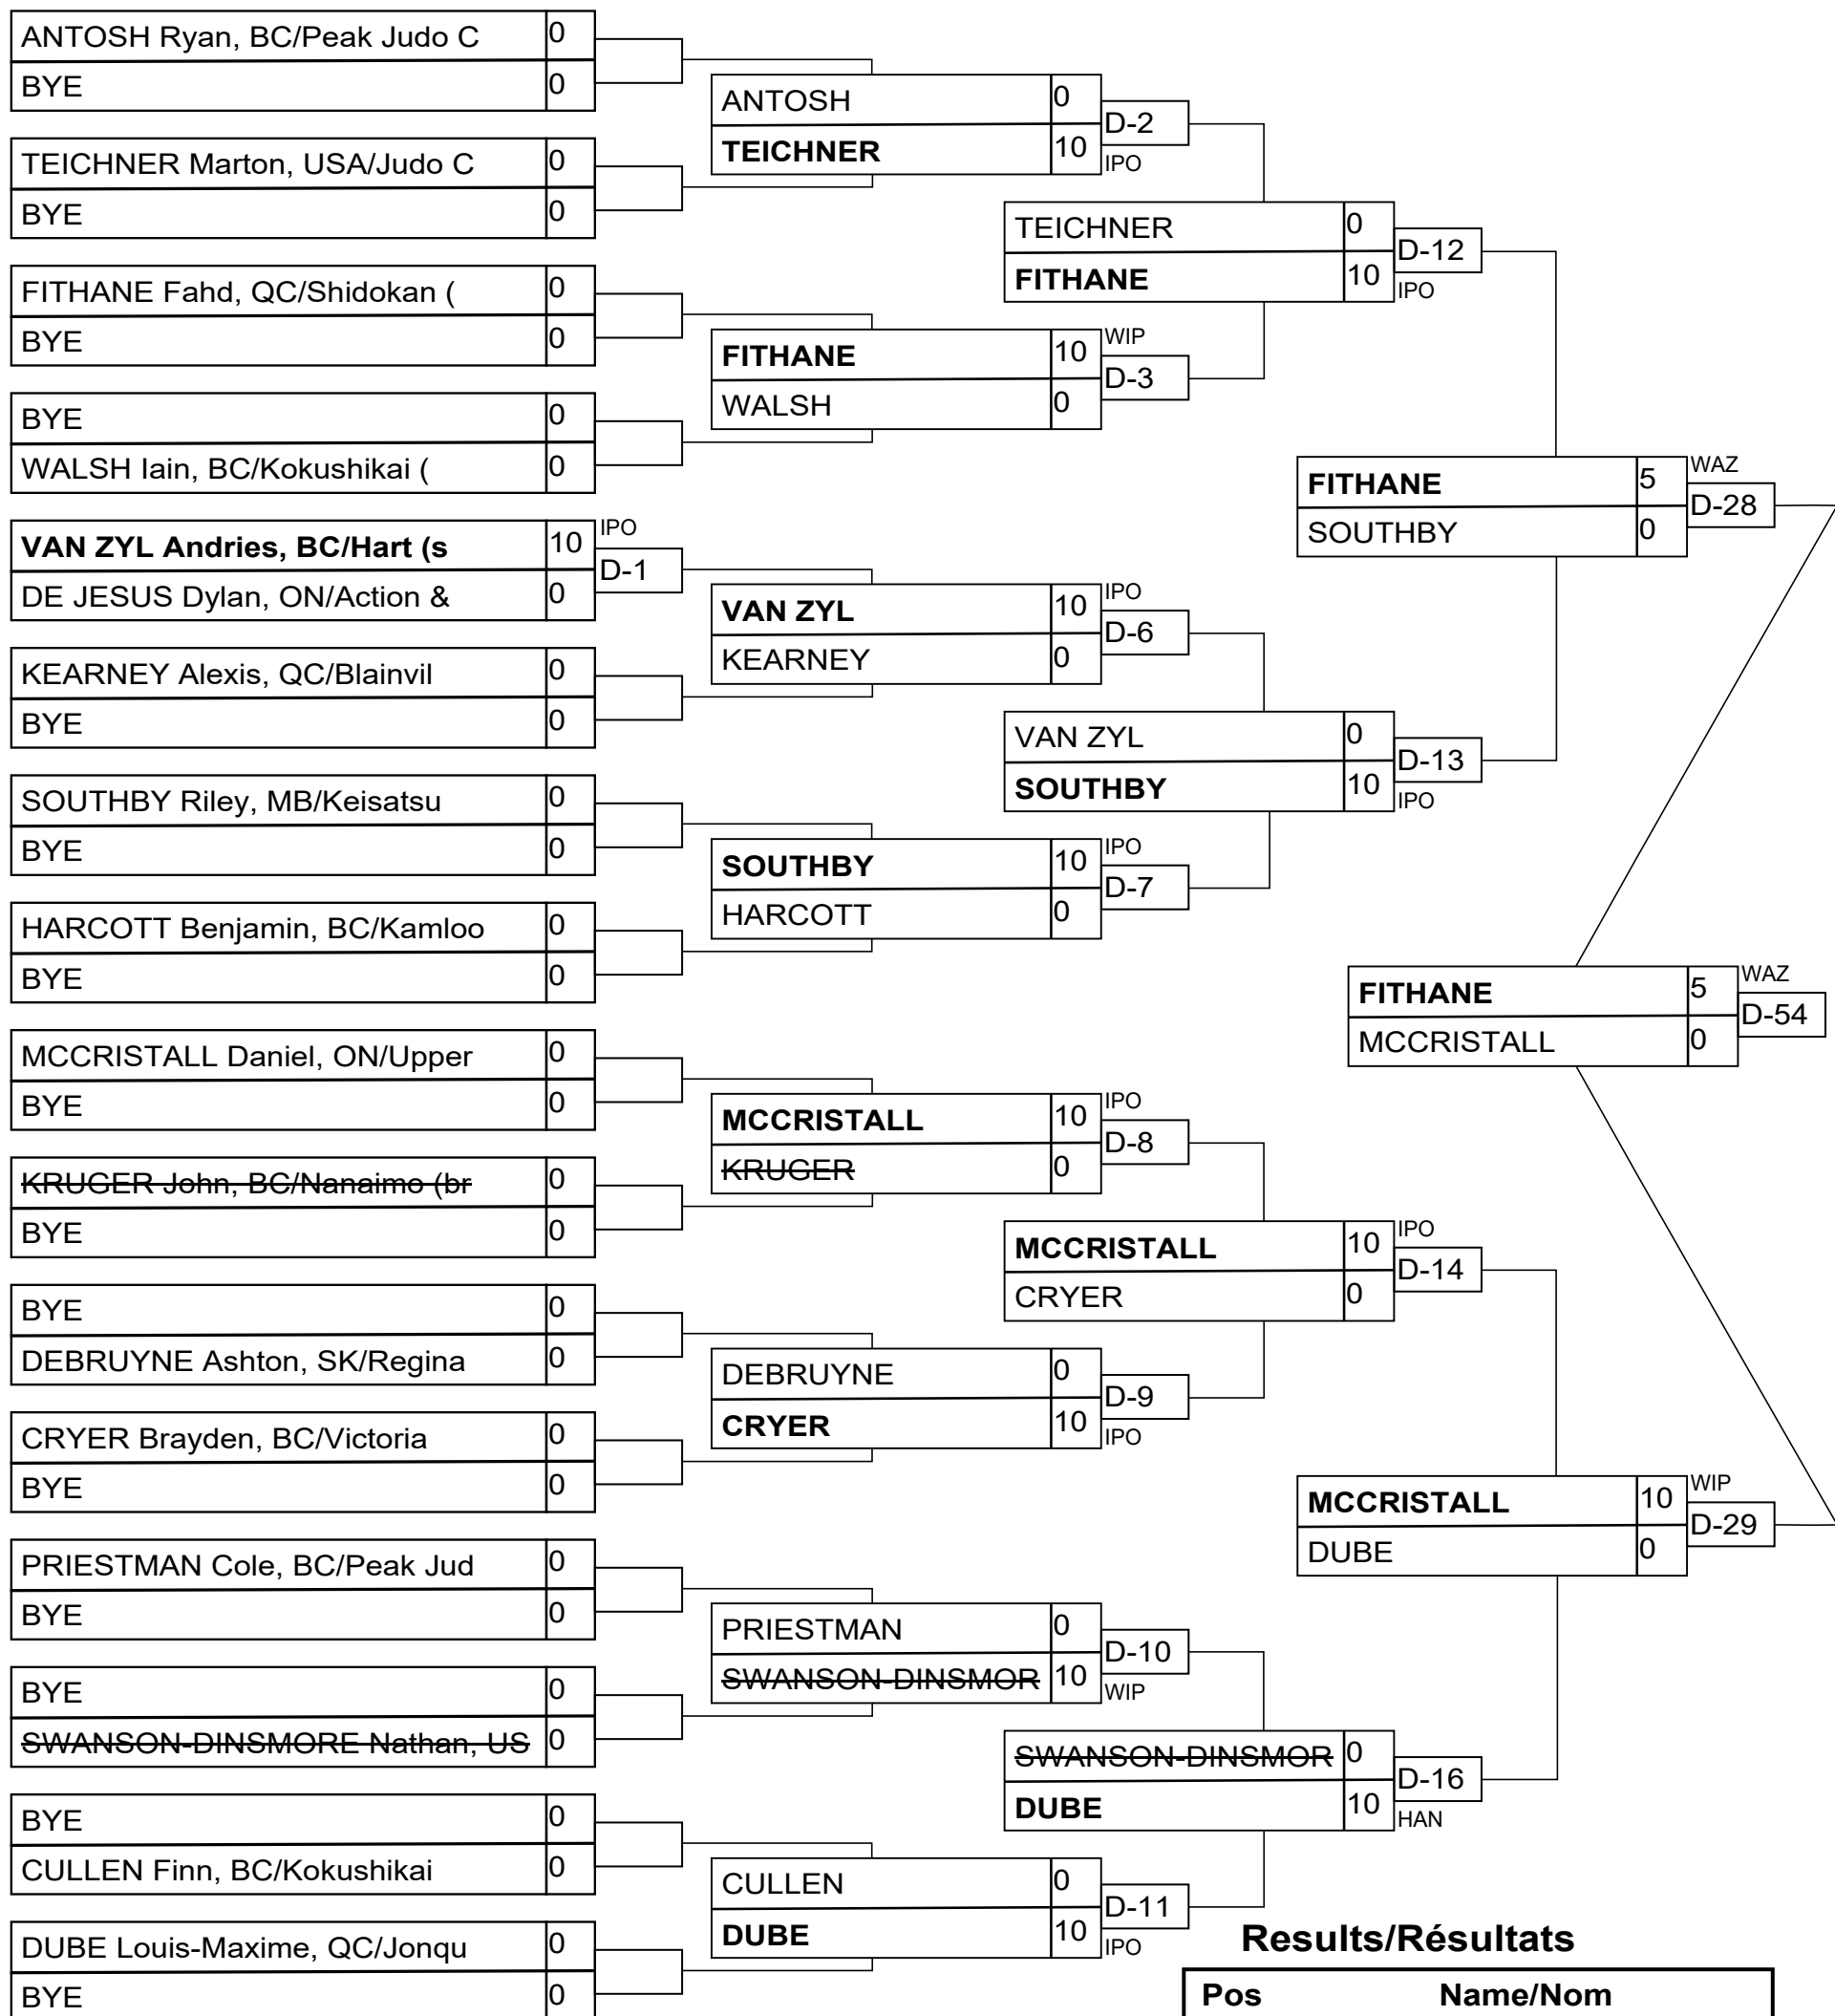 ANTOSH Ryan, BC/Peak Judo C 0
BYE 0
TEICHNER Marton, USA/Judo C 0
BYE 0
FITHANE Fahd, QC/Shidokan ( 0
BYE 0
BYE 0
WALSH Iain, BC/Kokushikai ( 0
VAN ZYL Andries, BC/Hart (s 10 IPO
D-1
DE JESUS Dylan, ON/Action & 0
KEARNEY Alexis, QC/Blainvil 0
BYE 0
SOUTHBY Riley, MB/Keisatsu 0
BYE 0
HARCOTT Benjamin, BC/Kamloo 0
BYE 0
MCCRISTALL Daniel, ON/Upper 0
BYE 0
KRUGER John, BC/Nanaimo (br 0
BYE 0
BYE 0
DEBRUYNE Ashton, SK/Regina 0
CRYER Brayden, BC/Victoria 0
BYE 0
PRIESTMAN Cole, BC/Peak Jud 0
BYE 0
BYE 0
SWANSON-DINSMORE Nathan, US 0
BYE 0
CULLEN Finn, BC/Kokushikai 0
DUBE Louis-Maxime, QC/Jonqu 0
BYE 0
ANTOSH 0
D-2
TEICHNER 10 IPO
FITHANE 10 WIP
D-3
WALSH 0
VAN ZYL 10 IPO
D-6
KEARNEY 0
SOUTHBY 10 IPO
D-7
HARCOTT 0
MCCRISTALL 10 IPO
D-8
KRUGER 0
DEBRUYNE 0
D-9
CRYER 10 IPO
PRIESTMAN 0
D-10
SWANSON-DINSMOR 10 WIP
CULLEN 0
D-11
DUBE 10 IPO
TEICHNER 0
D-12
FITHANE 10 IPO
VAN ZYL 0
D-13
SOUTHBY 10 IPO
MCCRISTALL 10 IPO
D-14
CRYER 0
SWANSON-DINSMOR 0
D-16
DUBE 10 HAN
FITHANE 5 WAZ
D-28
SOUTHBY 0
MCCRISTALL 10 WIP
D-29
DUBE 0
FITHANE 5 WAZ
D-54
MCCRISTALL 0
Results/Résultats
Pos Name/Nom